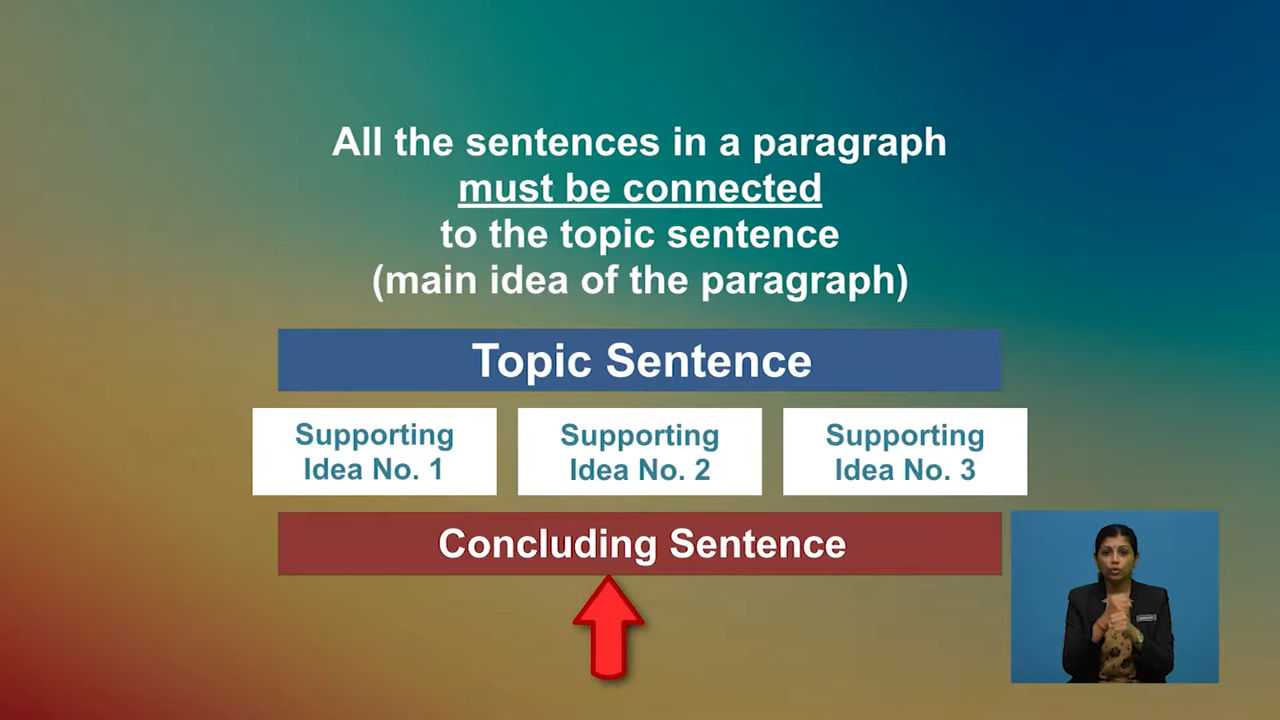 All the sentences in a paragraph
must be connected
to the topic sentence
(main idea of the paragraph)
Topic Sentence
Supporting
Idea No. 1
Supporting
Idea No. 2
Supporting
Idea No. 3
Concluding Sentence